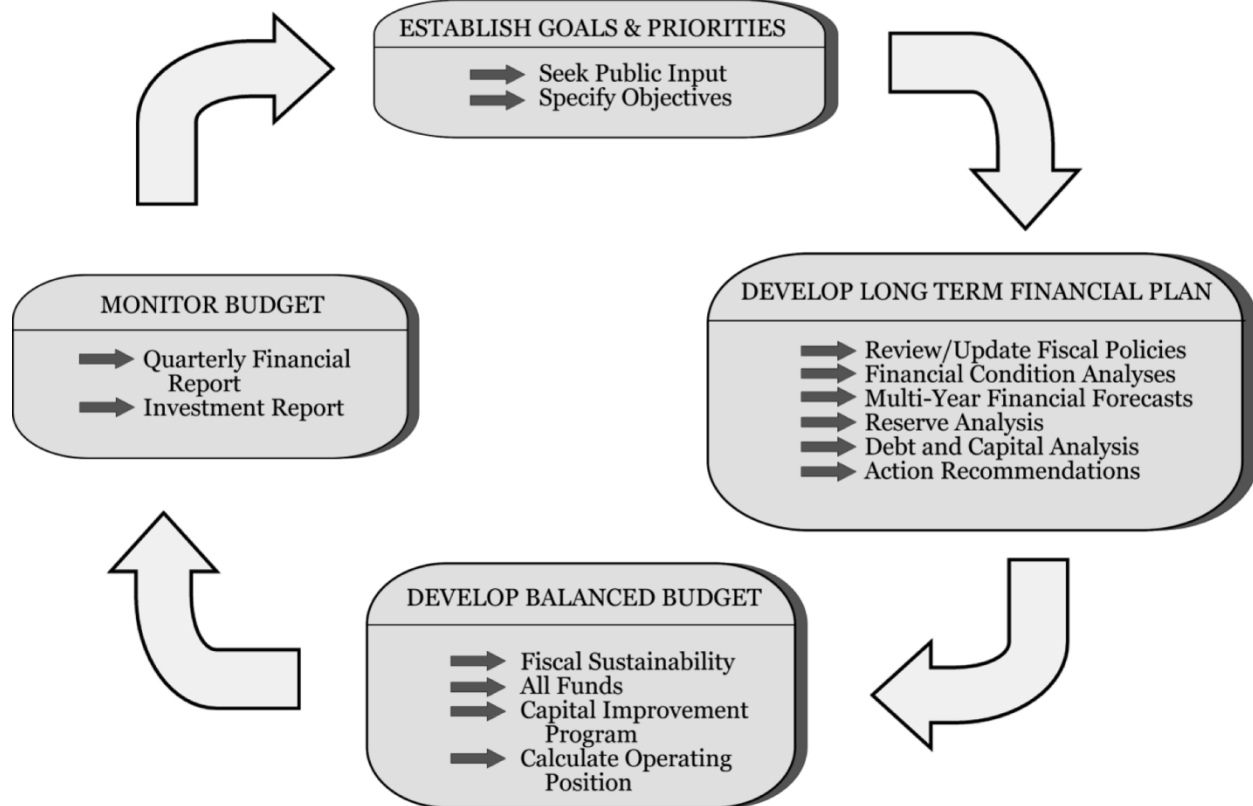 ESTABLISH GOALS & PRIORITIES
Seek Public Input
Specify Objectives
DEVELOP LONG TERM FINANCIAL PLAN
Review/Update Fiscal Policies
Financial Condition Analyses
Multi-Year Financial Forecasts
Reserve Analysis
Debt and Capital Analysis
Action Recommendations
DEVELOP BALANCED BUDGET
Fiscal Sustainability
All Funds
Capital Improvement
Program
Calculate Operating
Position
MONITOR BUDGET
Quarterly Financial
Report
Investment Report